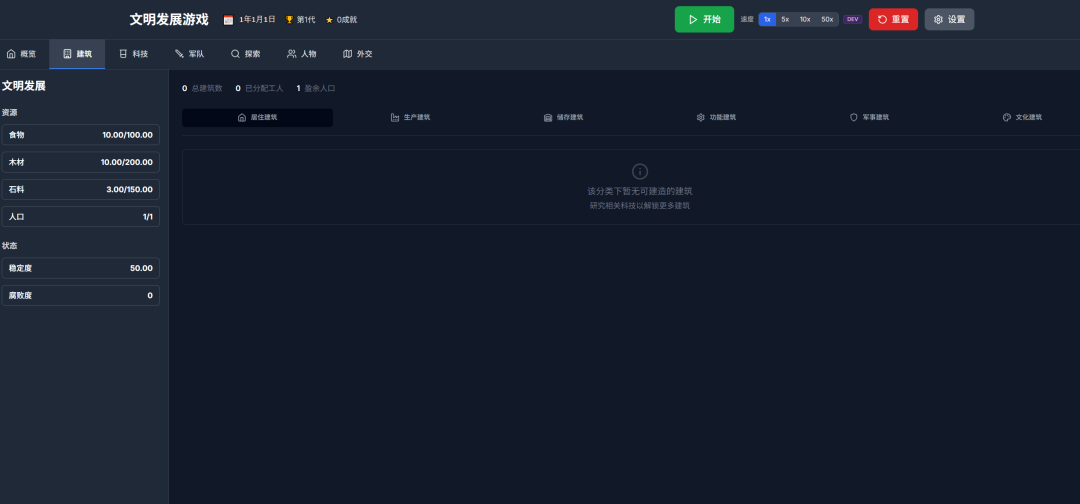 文明发展游戏 1年1月1日 第1代 0成就 开始 速度 1x 5x 10x 50x DEV 重置 设置
概览 建筑 科技 军队 探索 人物 外交
文明发展
资源
食物 10.00/100.00
木材 10.00/200.00
石料 3.00/150.00
人口 1/1
状态
稳定度 50.00
腐败度 0
0 总建筑数 0 已分配工人 1 盈余人口
居住建筑 生产建筑 储存建筑 功能建筑 军事建筑 文化建筑
该分类下暂无可建造的建筑
研究相关科技以解锁更多建筑